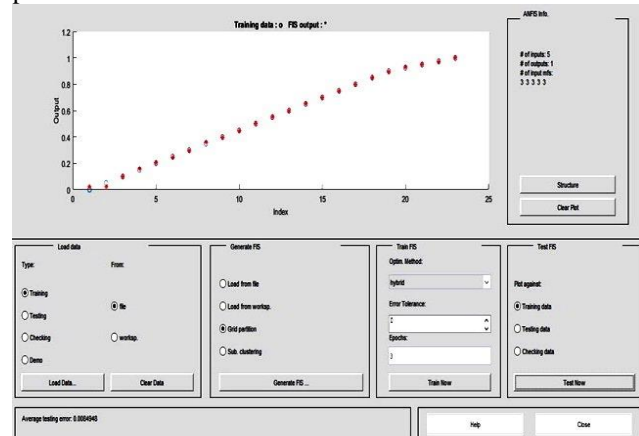 Training data : o FIS output : *
1.2
1
0.8
0.6
0.4
0.2
0
Output
0 5 10 15 20 25
Index
ANFIS Info.
# of inputs: 5
# of outputs: 1
# of input mfs:
3 3 3 3 3
Structure
Clear Plot
Load data
Type: From:
Training
Testing
Checking
Demo
file
worksp.
Load Data... Clear Data
Generate FIS
Load from file
Load from worksp.
Grid partition
Sub. clustering
Generate FIS ...
Train FIS
Optim. Method:
hybrid
Error Tolerance:
2
Epochs:
3
Train Now
Test FIS
Plot against:
Training data
Testing data
Checking data
Test Now
Average testing error: 0.0084948
Help Close